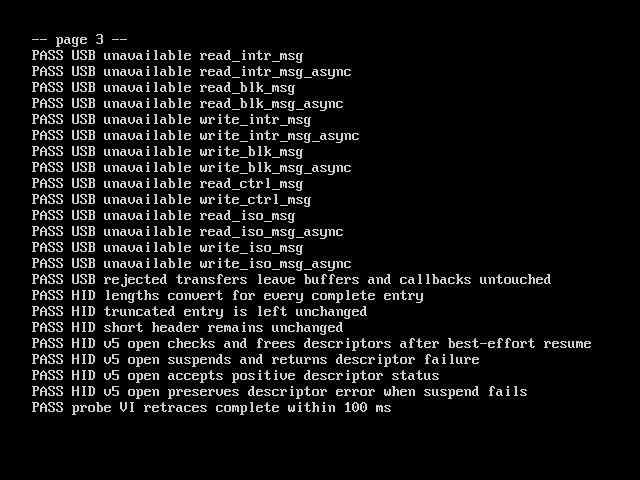 -- page 3 --
PASS USB unavailable read_intr_msg
PASS USB unavailable read_intr_msg_async
PASS USB unavailable read_blk_msg
PASS USB unavailable read_blk_msg_async
PASS USB unavailable write_intr_msg
PASS USB unavailable write_intr_msg_async
PASS USB unavailable write_blk_msg
PASS USB unavailable write_blk_msg_async
PASS USB unavailable read_ctrl_msg
PASS USB unavailable write_ctrl_msg
PASS USB unavailable read_iso_msg
PASS USB unavailable read_iso_msg_async
PASS USB unavailable write_iso_msg
PASS USB unavailable write_iso_msg_async
PASS USB rejected transfers leave buffers and callbacks untouched
PASS HID lengths convert for every complete entry
PASS HID truncated entry is left unchanged
PASS HID short header remains unchanged
PASS HID v5 open checks and frees descriptors after best-effort resume
PASS HID v5 open suspends and returns descriptor failure
PASS HID v5 open accepts positive descriptor status
PASS HID v5 open preserves descriptor error when suspend fails
PASS probe VI retraces complete within 100 ms